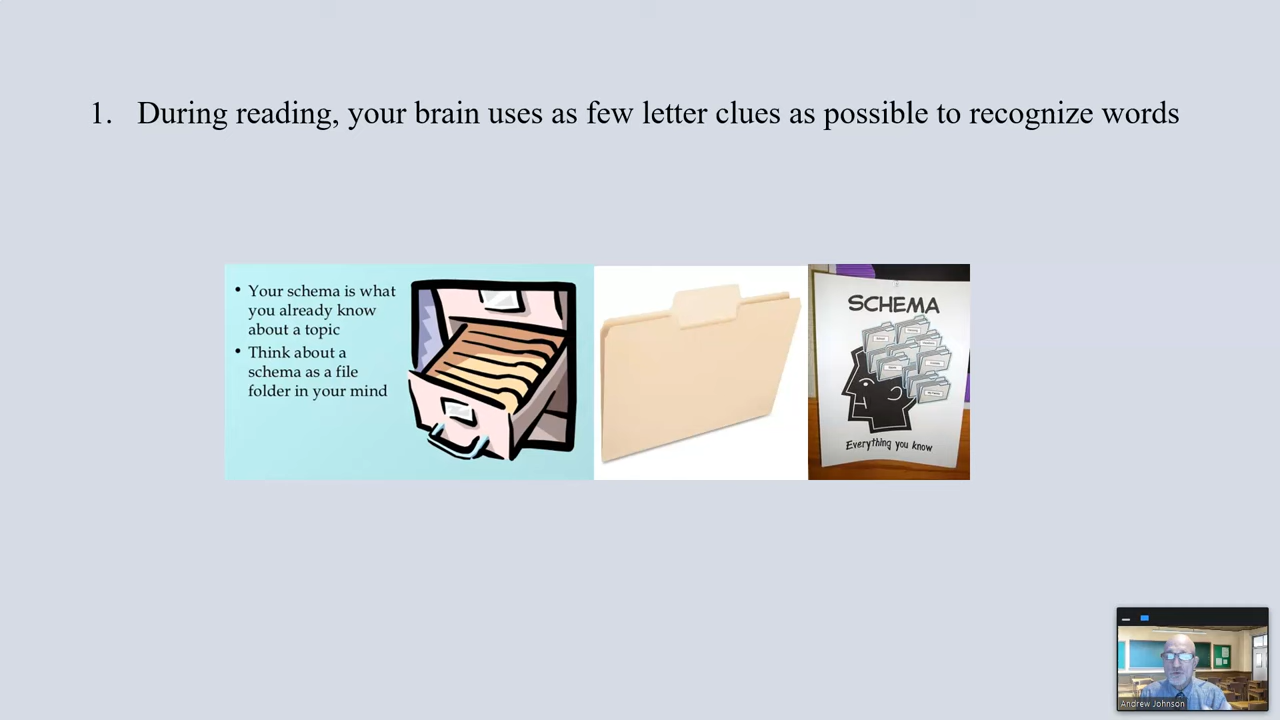 1. During reading, your brain uses as few letter clues as possible to recognize words
• Your schema is what
you already know
about a topic
• Think about a
schema as a file
folder in your mind
SCHEMA
Everything you know
Andrew Johnson